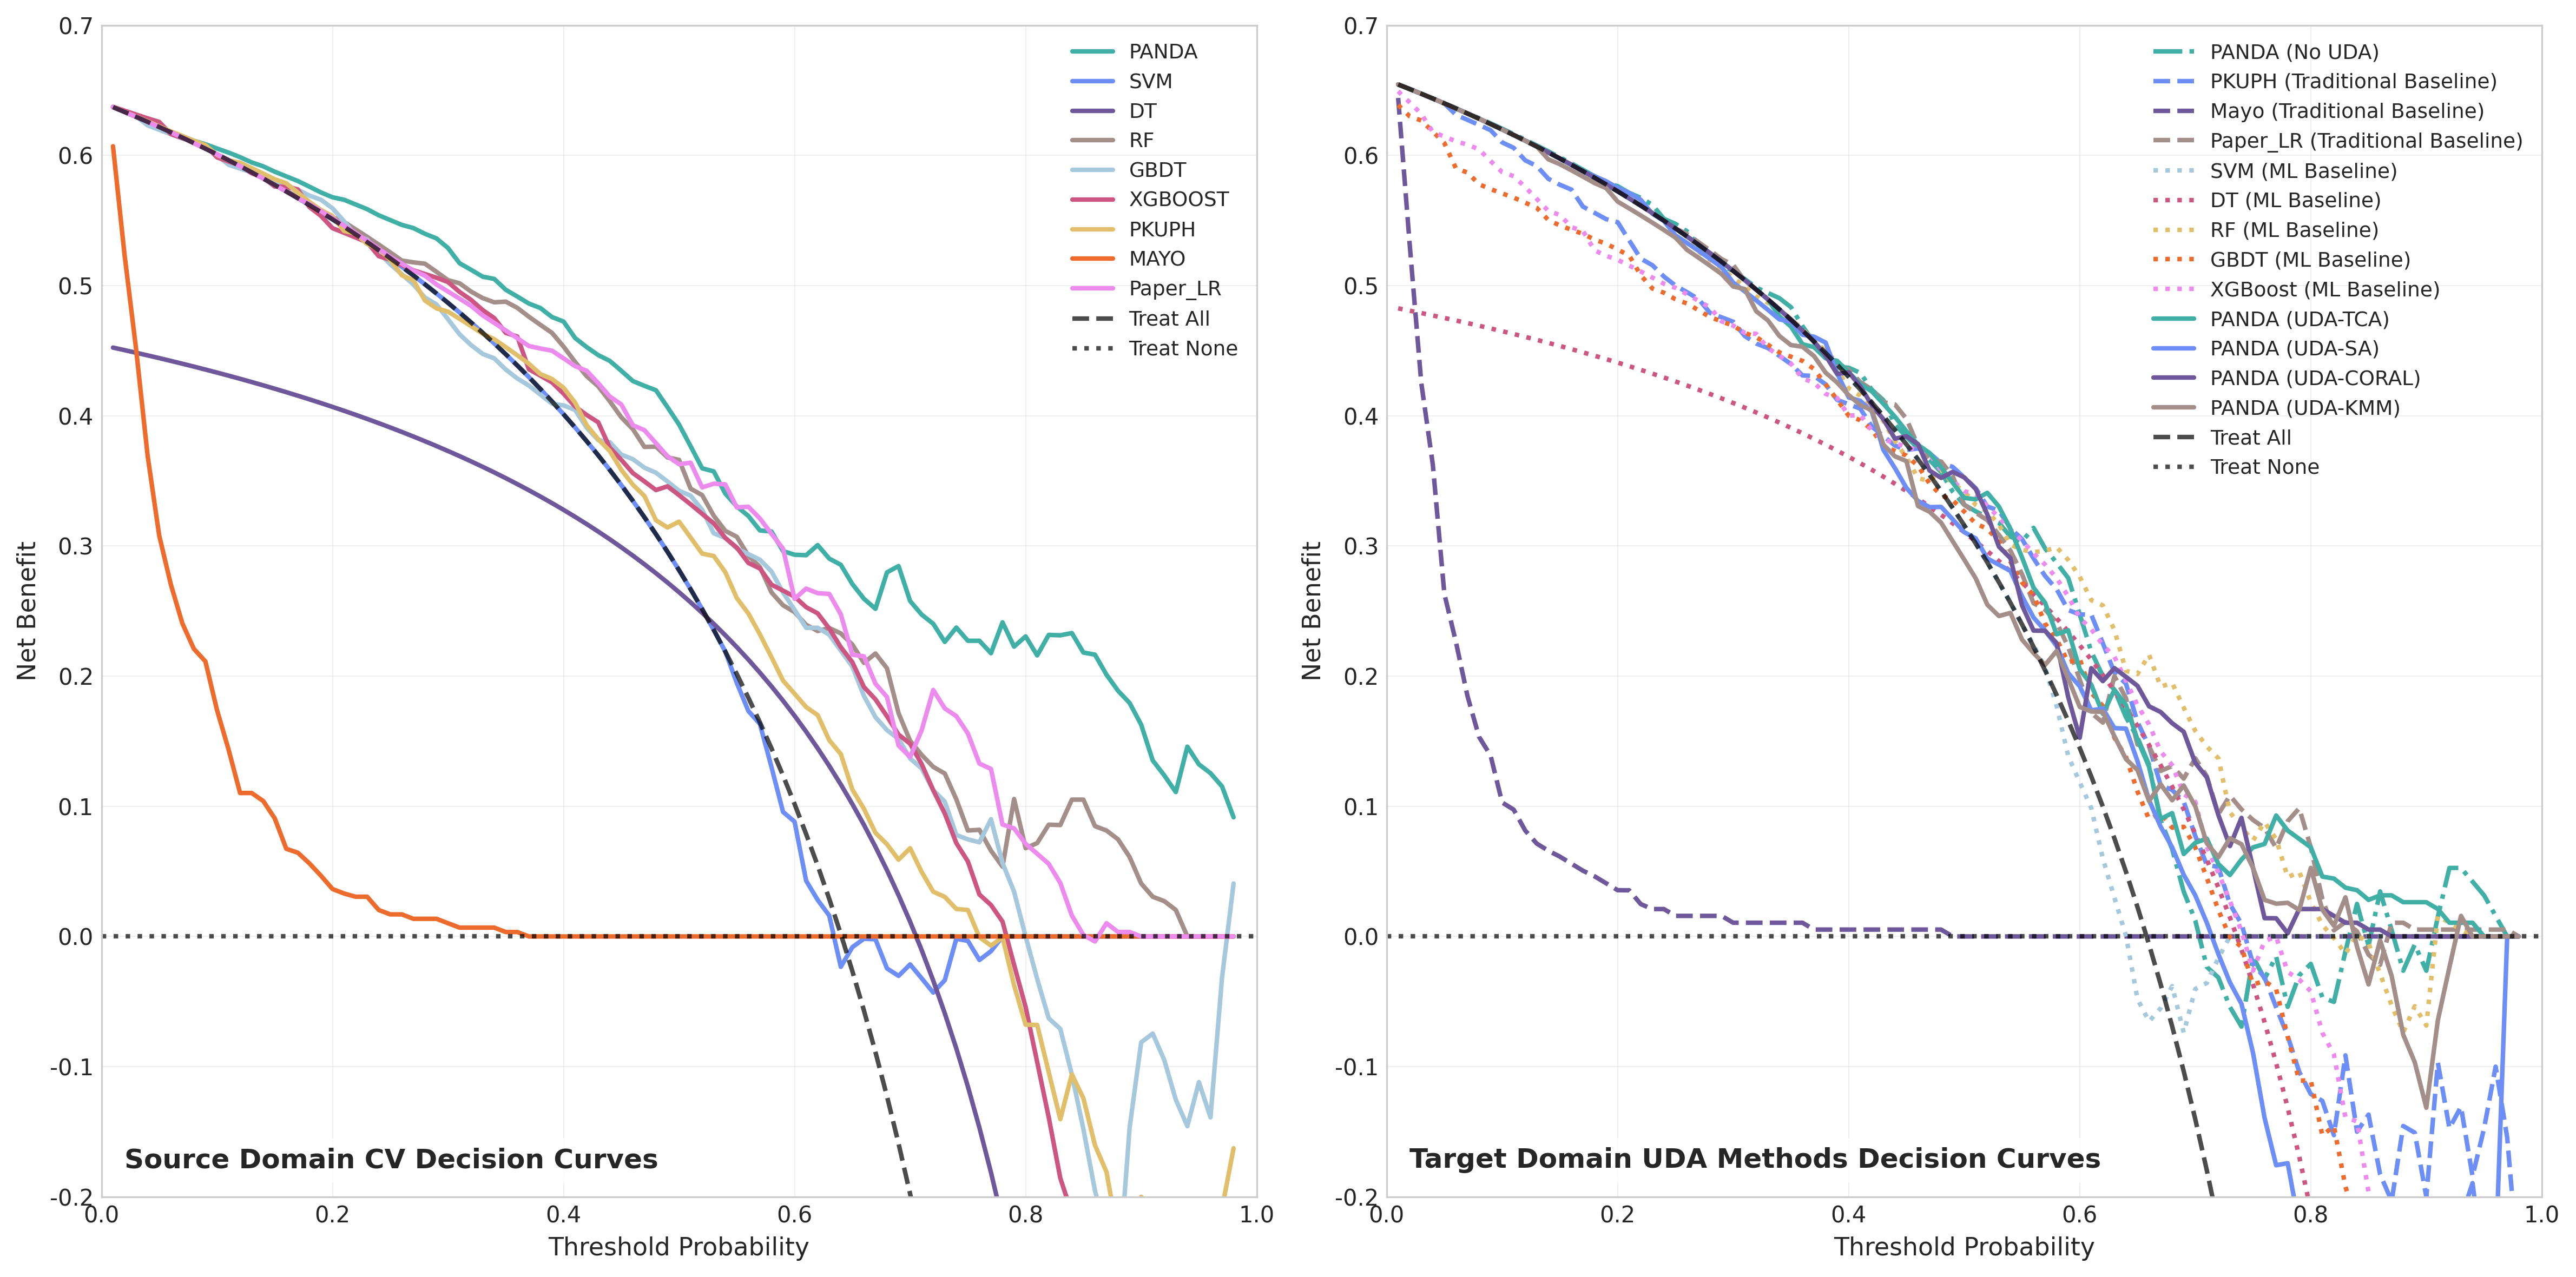 0.7
0.6
0.5
0.4
0.3
0.2
0.1
0.0
-0.1
-0.2
Net Benefit
0.0 0.2 0.4 0.6 0.8 1.0
Threshold Probability
PANDA
SVM
DT
RF
GBDT
XGBOOST
PKUPH
MAYO
Paper_LR
Treat All
Treat None
Source Domain CV Decision Curves
0.7
0.6
0.5
0.4
0.3
0.2
0.1
0.0
-0.1
-0.2
Net Benefit
0.0 0.2 0.4 0.6 0.8 1.0
Threshold Probability
PANDA (No UDA)
PKUPH (Traditional Baseline)
Mayo (Traditional Baseline)
Paper_LR (Traditional Baseline)
SVM (ML Baseline)
DT (ML Baseline)
RF (ML Baseline)
GBDT (ML Baseline)
XGBoost (ML Baseline)
PANDA (UDA-TCA)
PANDA (UDA-SA)
PANDA (UDA-CORAL)
PANDA (UDA-KMM)
Treat All
Treat None
Target Domain UDA Methods Decision Curves